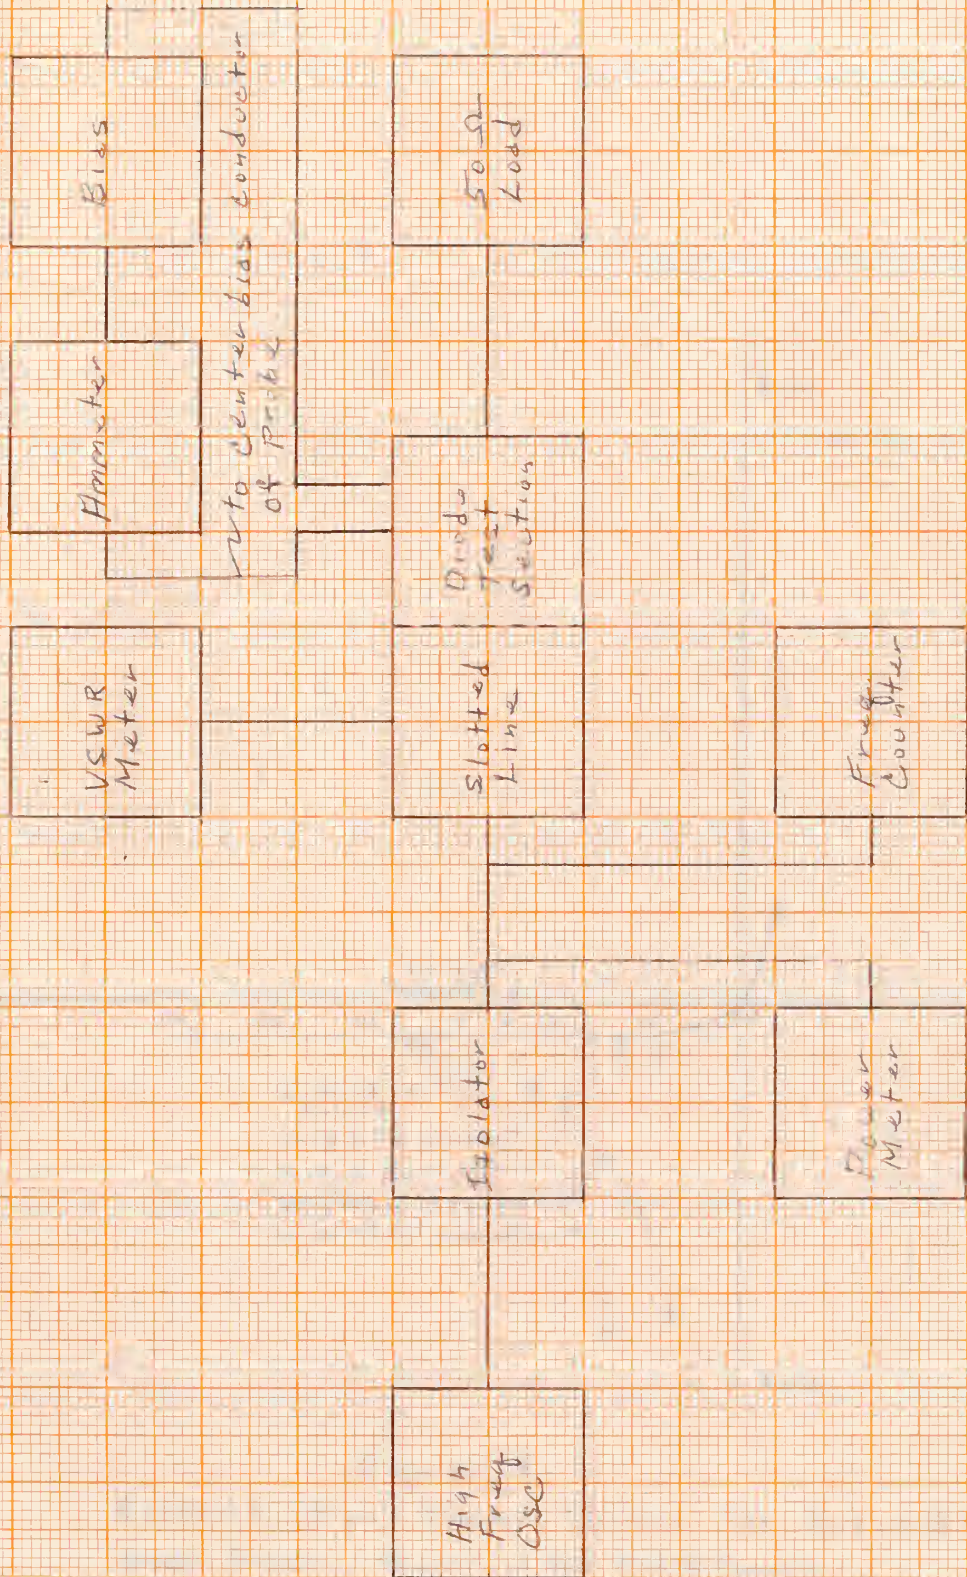 VSWR
Meter
Ammeter
Bias
to center bias conductor
of probe
High
Freq
Osc
Isolator
Slotted
Line
Diode
Test
Section
50 Ω
Load
Power
Meter
Freq.
Counter